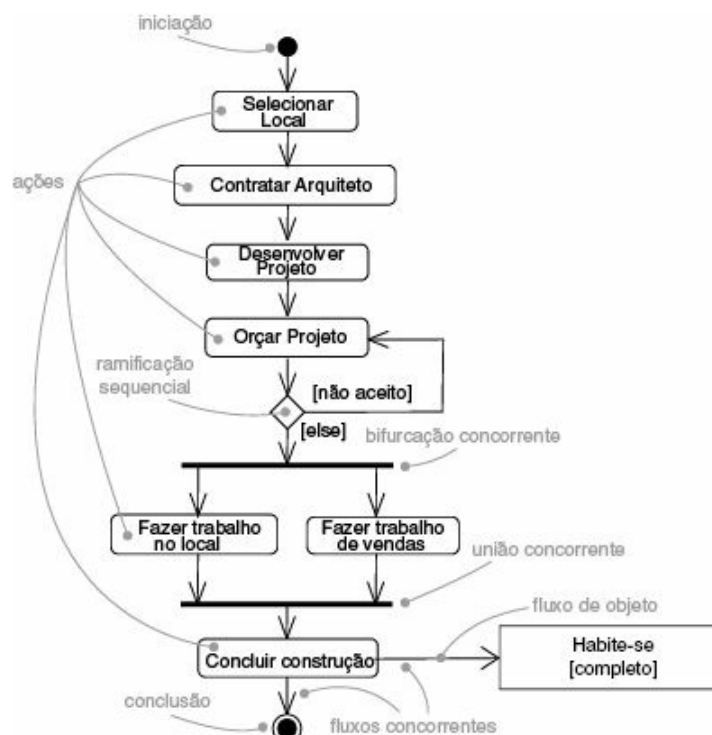 iniciação
Selecionar
Local
ações
Contratar Arquiteto
Desenvolver
Projeto
Orçar Projeto
ramificação
sequencial
[não aceito]
[else]
bifurcação concorrente
Fazer trabalho
no local
Fazer trabalho
de vendas
união concorrente
fluxo de objeto
Concluir construção
Habite-se
[completo]
conclusão
fluxos concorrentes